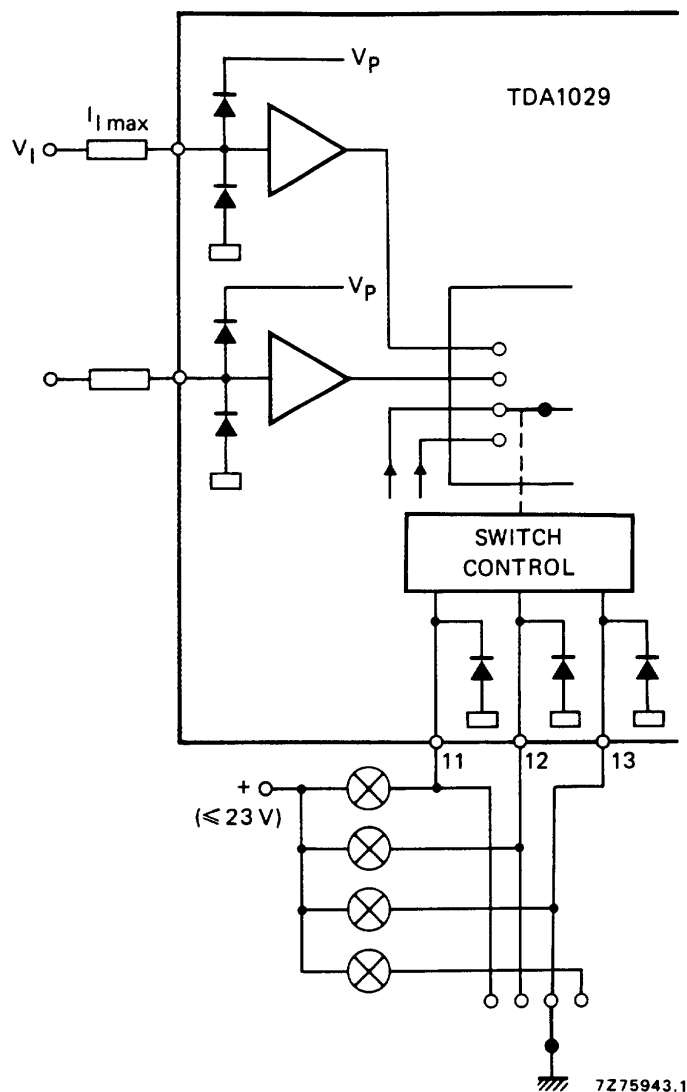 V_P
TDA1029
I_I max
V_I
V_P
SWITCH
CONTROL
11
12
13
+
(≤ 23 V)
7Z75943.1